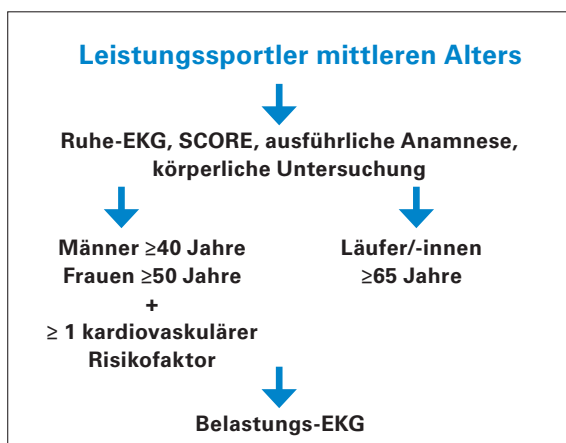 Leistungssportler mittleren Alters
Ruhe-EKG, SCORE, ausführliche Anamnese,
körperliche Untersuchung
Männer ≥40 Jahre
Frauen ≥50 Jahre
+
≥ 1 kardiovaskulärer
Risikofaktor
Läufer/-innen
≥65 Jahre
Belastungs-EKG